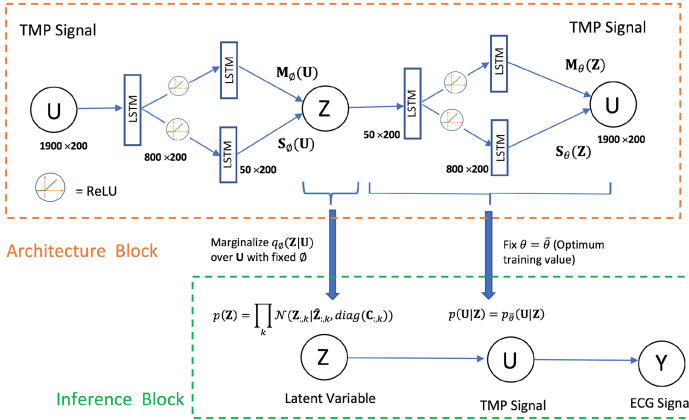 TMP Signal
TMP Signal
U
1900 ×200
LSTM
800 ×200
LSTM
LSTM
50 ×200
M∅(U)
S∅(U)
Z
50 ×200
LSTM
LSTM
LSTM
800 ×200
Mθ(Z)
Sθ(Z)
U
1900 ×200
= ReLU
Architecture Block
Marginalize q∅(Z|U)
over U with fixed ∅
Fix θ = θ̄ (Optimum
training value)
p(Z) = ∏k 𝒩(Z:,k|Ẑ:,k, diag(C:,k))
p(U|Z) = pθ̄(U|Z)
Z
U
Y
Latent Variable
TMP Signal
ECG Signa
Inference Block